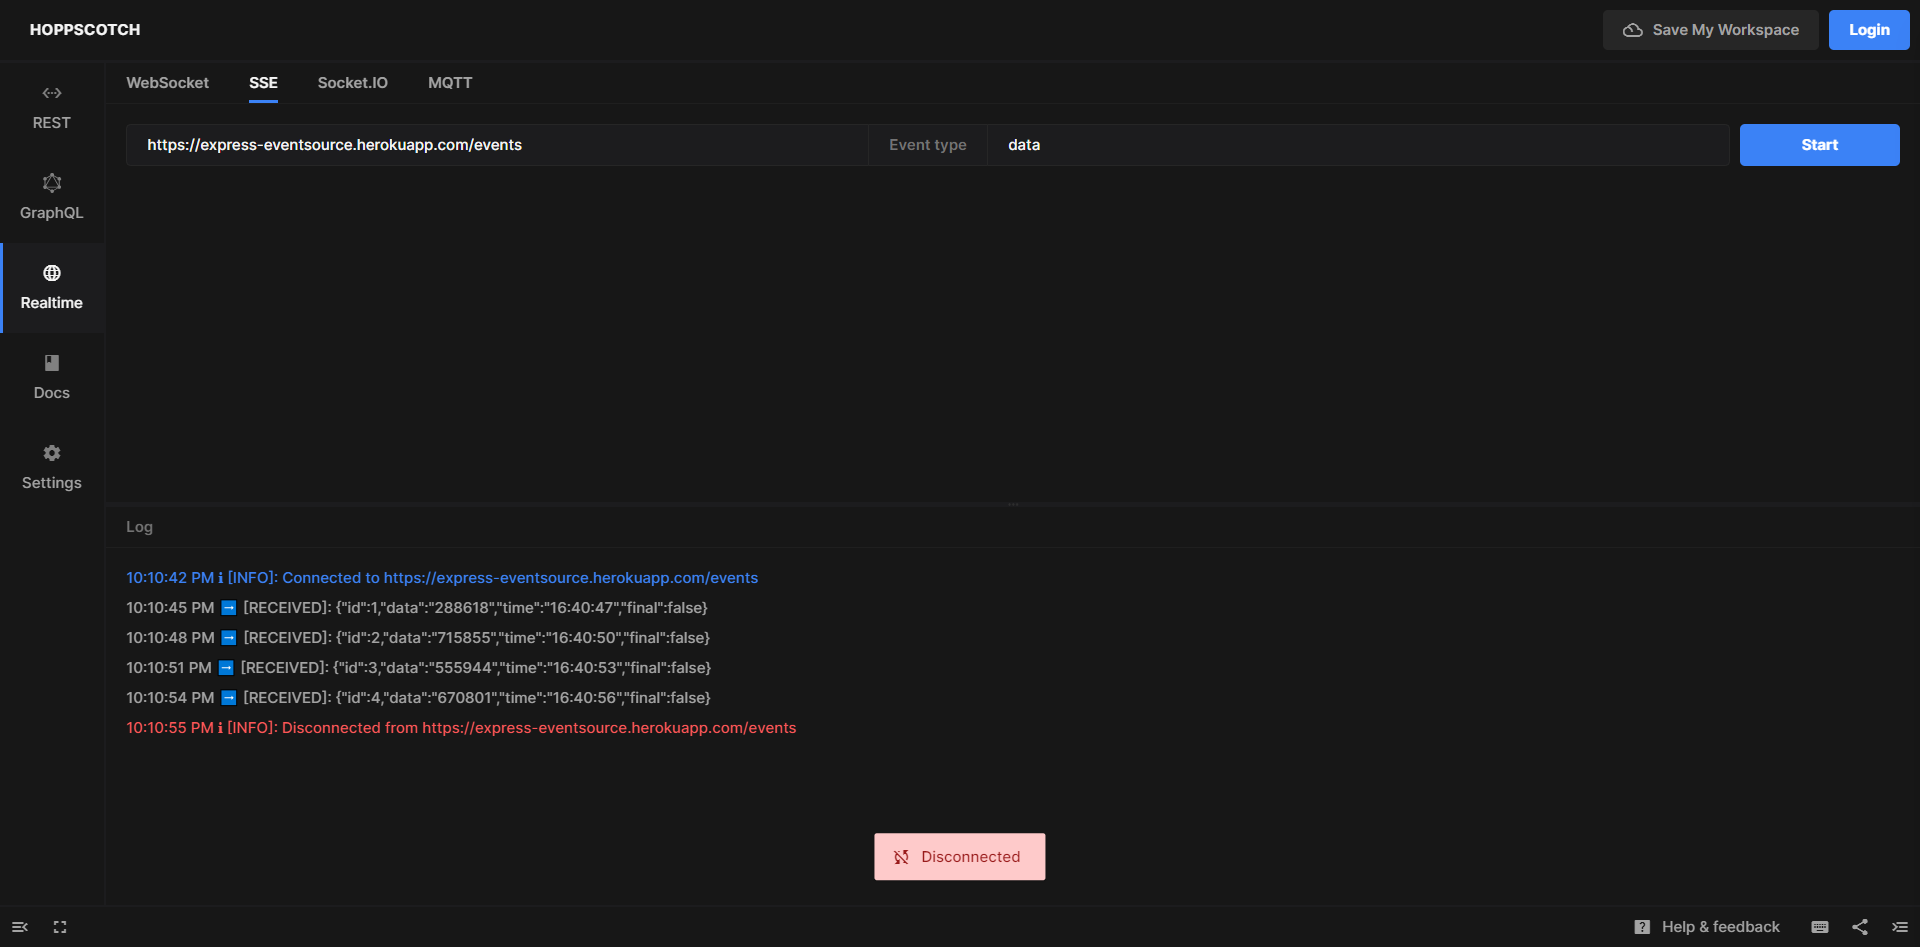 HOPPSCOTCH
Save My Workspace
Login
REST
GraphQL
Realtime
Docs
Settings
WebSocket SSE Socket.IO MQTT
https://express-eventsource.herokuapp.com/events Event type data Start
Log
10:10:42 PM ℹ [INFO]: Connected to https://express-eventsource.herokuapp.com/events
10:10:45 PM ➡ [RECEIVED]: {"id":1,"data":"288618","time":"16:40:47","final":false}
10:10:48 PM ➡ [RECEIVED]: {"id":2,"data":"715855","time":"16:40:50","final":false}
10:10:51 PM ➡ [RECEIVED]: {"id":3,"data":"555944","time":"16:40:53","final":false}
10:10:54 PM ➡ [RECEIVED]: {"id":4,"data":"670801","time":"16:40:56","final":false}
10:10:55 PM ℹ [INFO]: Disconnected from https://express-eventsource.herokuapp.com/events
Disconnected
Help & feedback